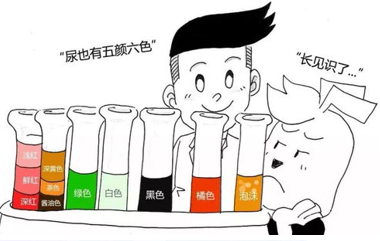 “尿也有五颜六色”
“长见识了...”
浅红
鲜红
深红
深黄色
茶色
酱油色
绿色
白色
黑色
橘色
泡沫